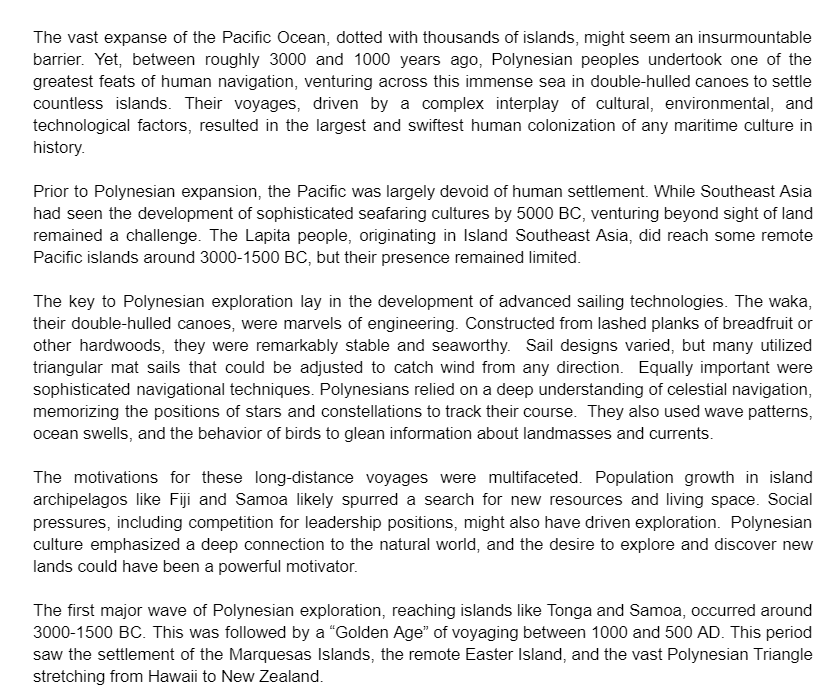 The vast expanse of the Pacific Ocean, dotted with thousands of islands, might seem an insurmountable
barrier. Yet, between roughly 3000 and 1000 years ago, Polynesian peoples undertook one of the
greatest feats of human navigation, venturing across this immense sea in double-hulled canoes to settle
countless islands. Their voyages, driven by a complex interplay of cultural, environmental, and
technological factors, resulted in the largest and swiftest human colonization of any maritime culture in
history.
Prior to Polynesian expansion, the Pacific was largely devoid of human settlement. While Southeast Asia
had seen the development of sophisticated seafaring cultures by 5000 BC, venturing beyond sight of land
remained a challenge. The Lapita people, originating in Island Southeast Asia, did reach some remote
Pacific islands around 3000-1500 BC, but their presence remained limited.
The key to Polynesian exploration lay in the development of advanced sailing technologies. The waka,
their double-hulled canoes, were marvels of engineering. Constructed from lashed planks of breadfruit or
other hardwoods, they were remarkably stable and seaworthy. Sail designs varied, but many utilized
triangular mat sails that could be adjusted to catch wind from any direction. Equally important were
sophisticated navigational techniques. Polynesians relied on a deep understanding of celestial navigation,
memorizing the positions of stars and constellations to track their course. They also used wave patterns,
ocean swells, and the behavior of birds to glean information about landmasses and currents.
The motivations for these long-distance voyages were multifaceted. Population growth in island
archipelagos like Fiji and Samoa likely spurred a search for new resources and living space. Social
pressures, including competition for leadership positions, might also have driven exploration. Polynesian
culture emphasized a deep connection to the natural world, and the desire to explore and discover new
lands could have been a powerful motivator.
The first major wave of Polynesian exploration, reaching islands like Tonga and Samoa, occurred around
3000-1500 BC. This was followed by a “Golden Age” of voyaging between 1000 and 500 AD. This period
saw the settlement of the Marquesas Islands, the remote Easter Island, and the vast Polynesian Triangle
stretching from Hawaii to New Zealand.